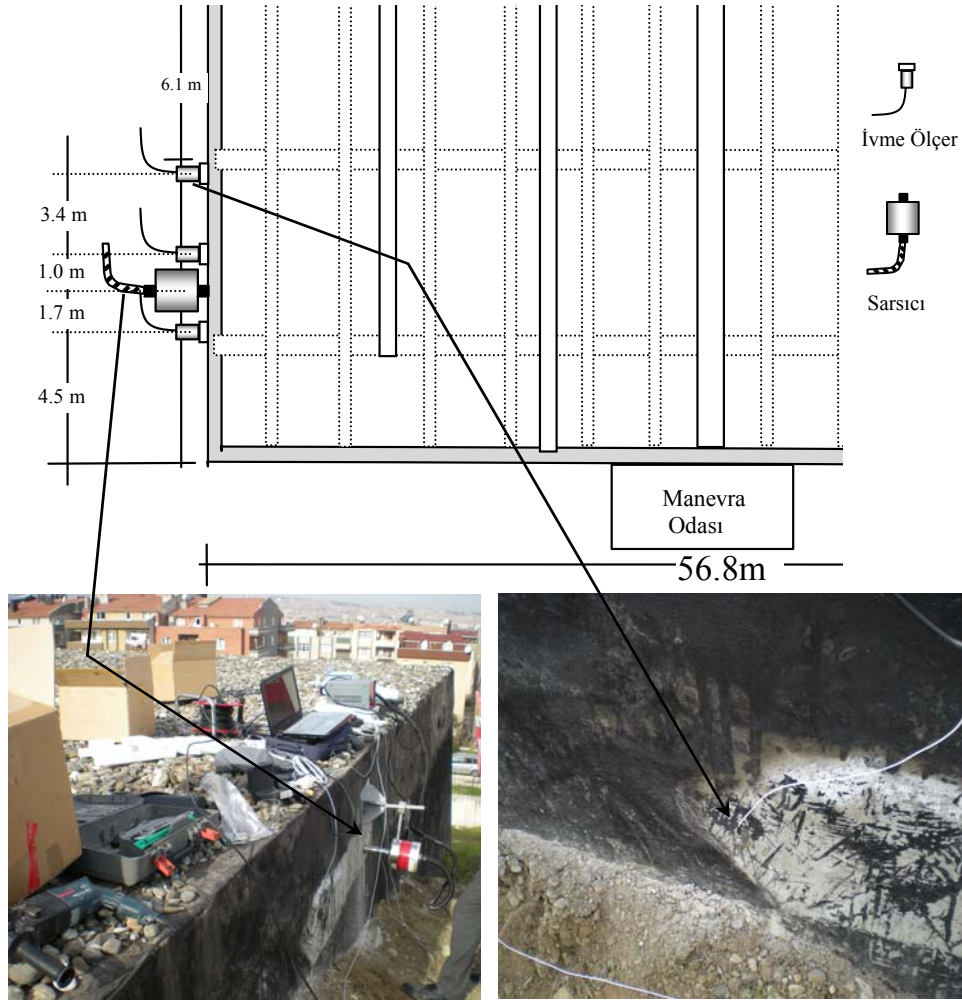 6.1 m
İvme Ölçer
3.4 m
1.0 m
Sarsıcı
1.7 m
4.5 m
Manevra
Odası
56.8m